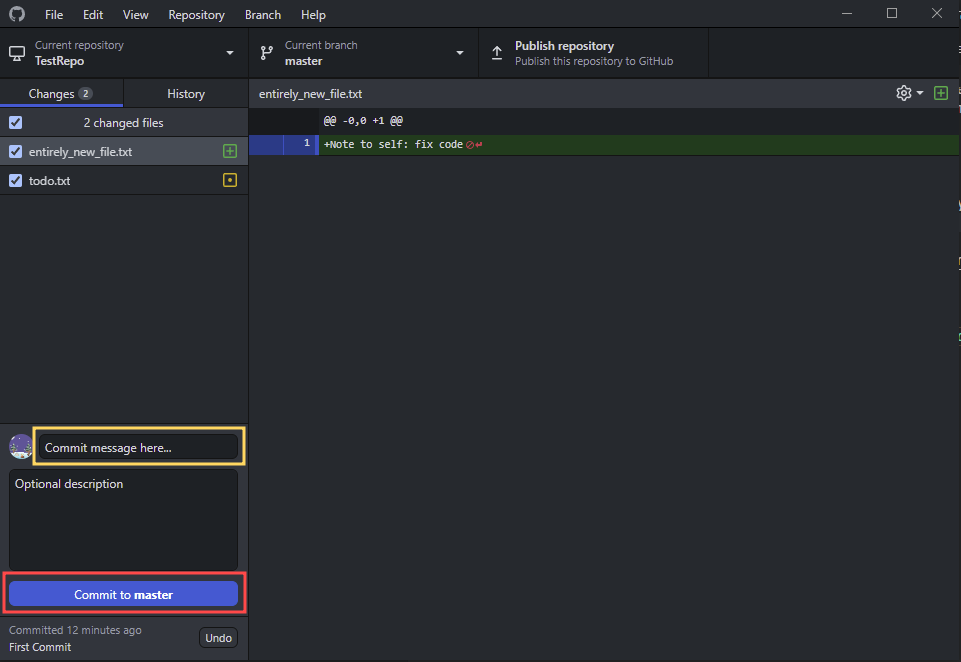 File Edit View Repository Branch Help
Current repository
TestRepo
Current branch
master
Publish repository
Publish this repository to GitHub
Changes 2
History
entirely_new_file.txt
2 changed files
@@ -0,0 +1 @@
entirely_new_file.txt
1 +Note to self: fix code
todo.txt
Commit message here...
Optional description
Commit to master
Committed 12 minutes ago
First Commit
Undo